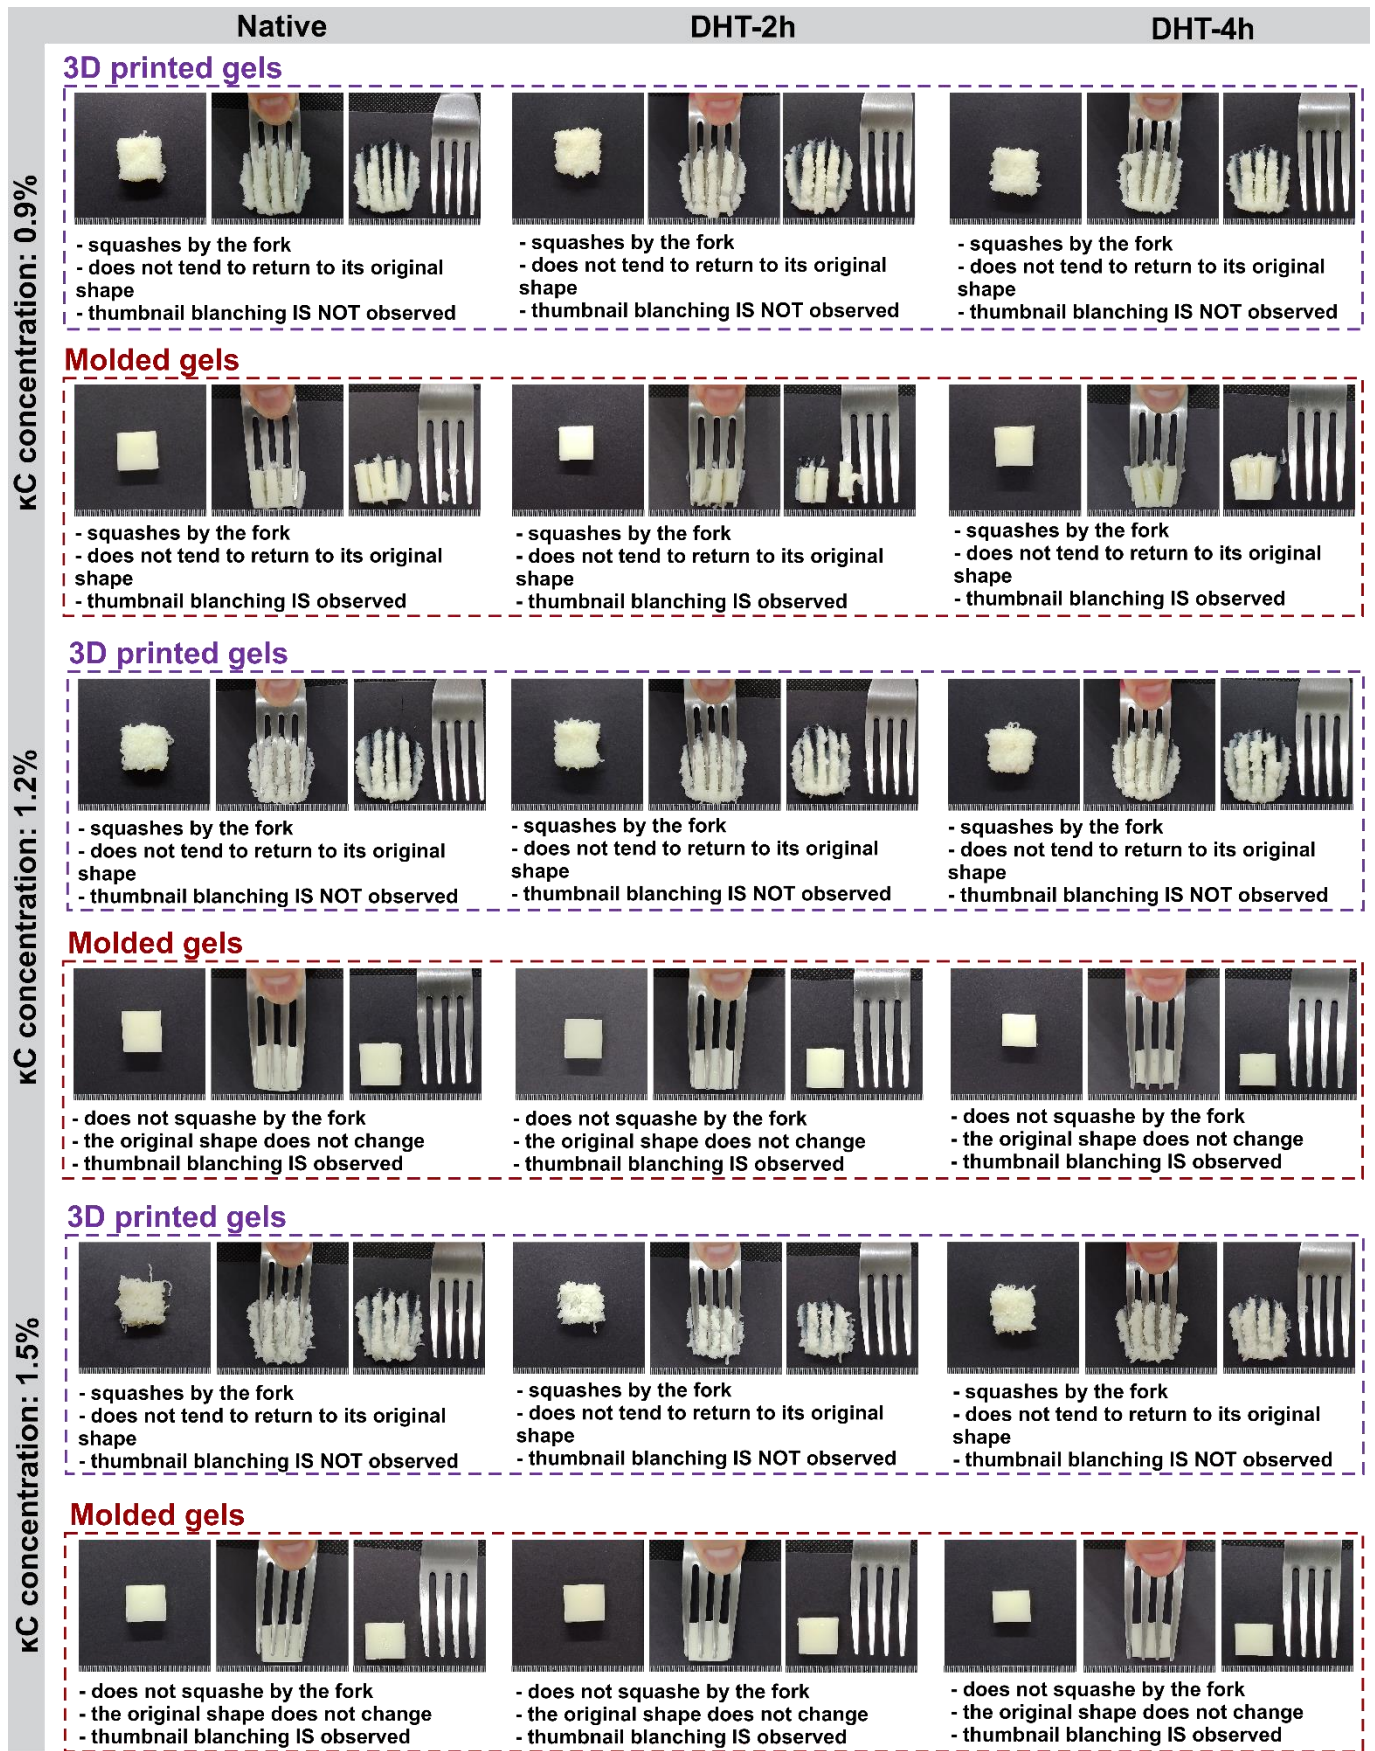 Native
DHT-2h
DHT-4h
κC concentration: 0.9%
3D printed gels
- squashes by the fork
- does not tend to return to its original
shape
- thumbnail blanching IS NOT observed
- squashes by the fork
- does not tend to return to its original
shape
- thumbnail blanching IS NOT observed
- squashes by the fork
- does not tend to return to its original
shape
- thumbnail blanching IS NOT observed
Molded gels
- squashes by the fork
- does not tend to return to its original
shape
- thumbnail blanching IS observed
- squashes by the fork
- does not tend to return to its original
shape
- thumbnail blanching IS observed
- squashes by the fork
- does not tend to return to its original
shape
- thumbnail blanching IS observed
κC concentration: 1.2%
3D printed gels
- squashes by the fork
- does not tend to return to its original
shape
- thumbnail blanching IS NOT observed
- squashes by the fork
- does not tend to return to its original
shape
- thumbnail blanching IS NOT observed
- squashes by the fork
- does not tend to return to its original
shape
- thumbnail blanching IS NOT observed
Molded gels
- does not squashe by the fork
- the original shape does not change
- thumbnail blanching IS observed
- does not squashe by the fork
- the original shape does not change
- thumbnail blanching IS observed
- does not squashe by the fork
- the original shape does not change
- thumbnail blanching IS observed
κC concentration: 1.5%
3D printed gels
- squashes by the fork
- does not tend to return to its original
shape
- thumbnail blanching IS NOT observed
- squashes by the fork
- does not tend to return to its original
shape
- thumbnail blanching IS NOT observed
- squashes by the fork
- does not tend to return to its original
shape
- thumbnail blanching IS NOT observed
Molded gels
- does not squashe by the fork
- the original shape does not change
- thumbnail blanching IS observed
- does not squashe by the fork
- the original shape does not change
- thumbnail blanching IS observed
- does not squashe by the fork
- the original shape does not change
- thumbnail blanching IS observed